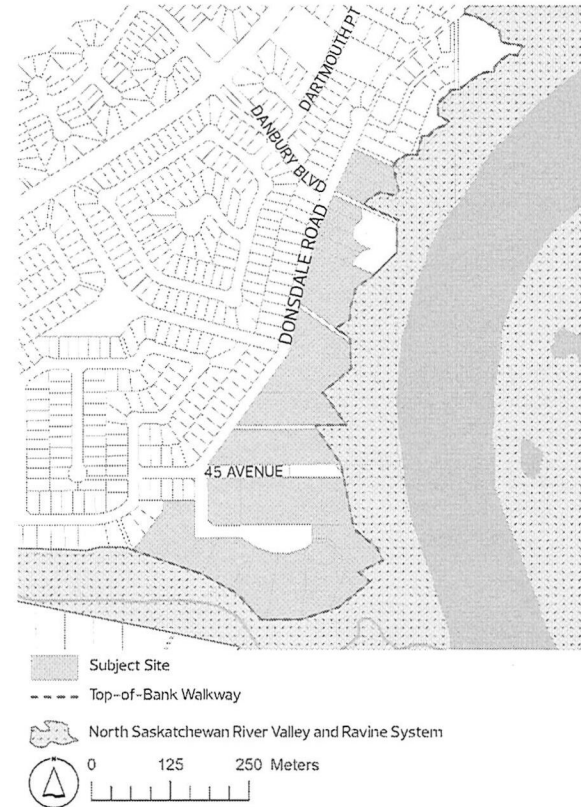 DARTMOUTH PT
DANBURY BLVD
DONSDALE ROAD
45 AVENUE
Subject Site
Top-of-Bank Walkway
North Saskatchewan River Valley and Ravine System
0 125 250 Meters